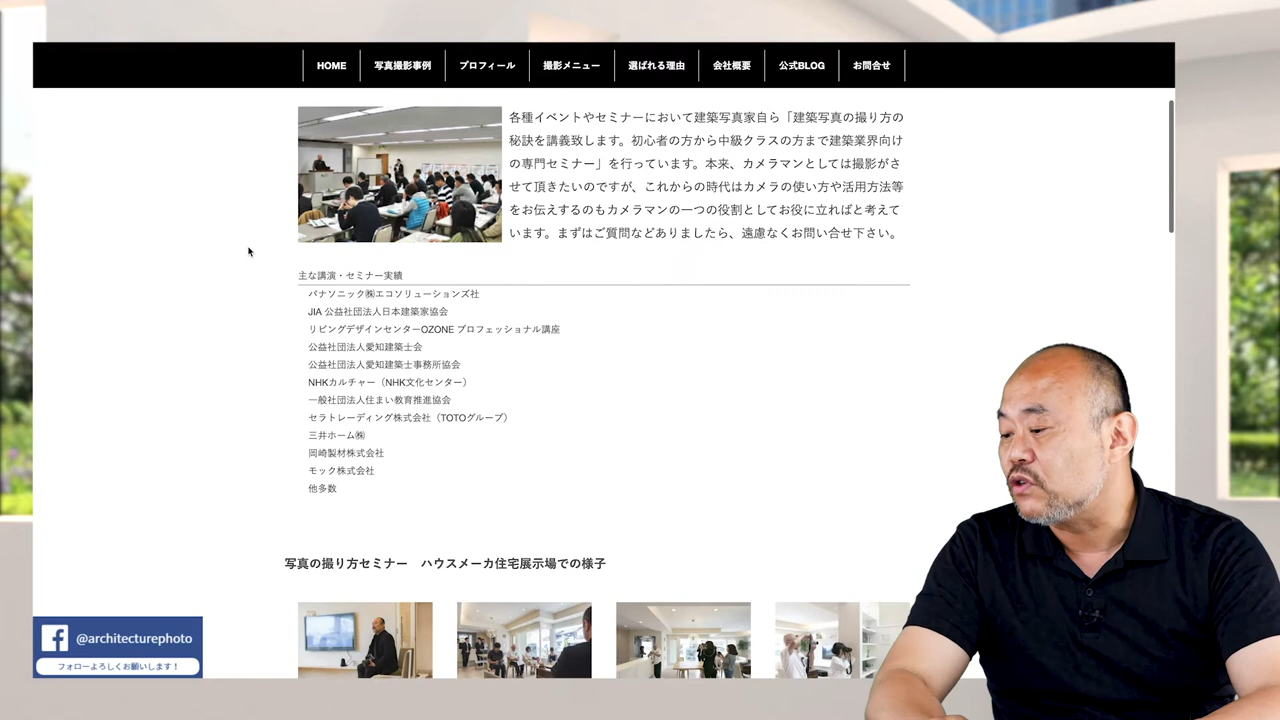 HOME 写真撮影事例 プロフィール 撮影メニュー 選ばれる理由 会社概要 公式BLOG お問合せ
各種イベントやセミナーにおいて建築写真家自ら「建築写真の撮り方の
秘訣を講義致します。初心者の方から中級クラスの方まで建築業界向け
の専門セミナー」を行っています。本来、カメラマンとしては撮影がさ
せて頂きたいのですが、これからの時代はカメラの使い方や活用方法等
をお伝えするのもカメラマンの一つの役割としてお役に立ればと考えて
います。まずはご質問などありましたら、遠慮なくお問い合せ下さい。
主な講演・セミナー実績
パナソニック㈱エコソリューションズ社
JIA 公益社団法人日本建築家協会
リビングデザインセンターOZONE プロフェッショナル講座
公益社団法人愛知建築士会
公益社団法人愛知建築士事務所協会
NHKカルチャー（NHK文化センター）
一般社団法人住まい教育推進協会
セラトレーディング株式会社（TOTOグループ）
三井ホーム㈱
岡崎製材株式会社
モック株式会社
他多数
写真の撮り方セミナー　ハウスメーカ住宅展示場での様子
@architecturephoto
フォローよろしくお願いします！